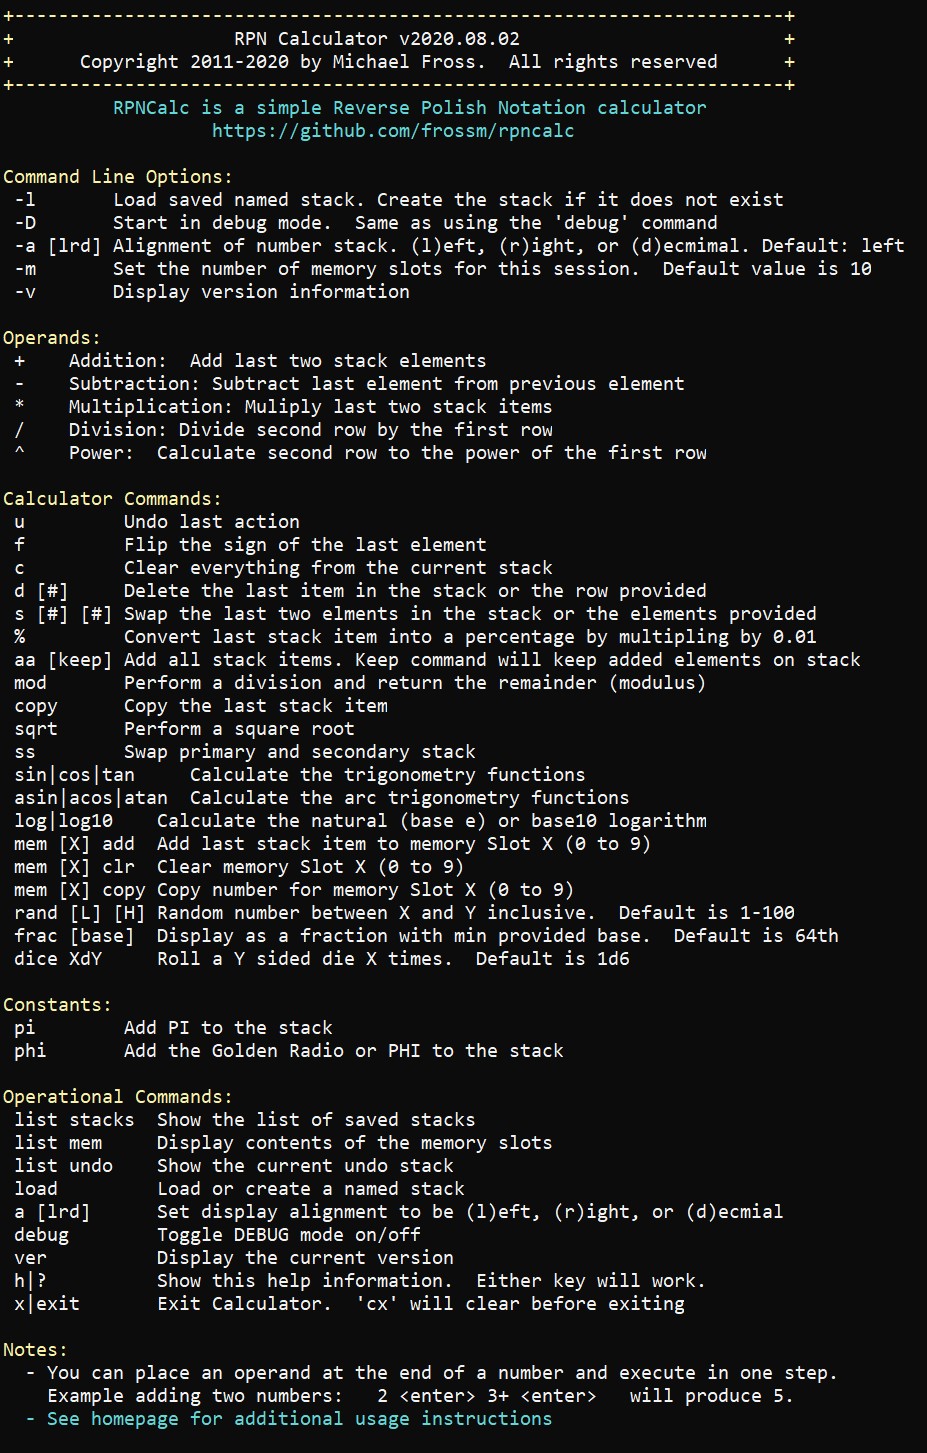 +----------------------------------------------------------------------+
+                    RPN Calculator v2020.08.02                        +
+      Copyright 2011-2020 by Michael Fross.  All rights reserved      +
+----------------------------------------------------------------------+
          RPNCalc is a simple Reverse Polish Notation calculator
                   https://github.com/frossm/rpncalc

Command Line Options:
 -l       Load saved named stack. Create the stack if it does not exist
 -D       Start in debug mode.  Same as using the 'debug' command
 -a [lrd] Alignment of number stack. (l)eft, (r)ight, or (d)ecmimal. Default: left
 -m       Set the number of memory slots for this session.  Default value is 10
 -v       Display version information

Operands:
 +    Addition:  Add last two stack elements
 -    Subtraction: Subtract last element from previous element
 *    Multiplication: Muliply last two stack items
 /    Division: Divide second row by the first row
 ^    Power:  Calculate second row to the power of the first row

Calculator Commands:
 u         Undo last action
 f         Flip the sign of the last element
 c         Clear everything from the current stack
 d [#]     Delete the last item in the stack or the row provided
 s [#] [#] Swap the last two elments in the stack or the elements provided
 %         Convert last stack item into a percentage by multipling by 0.01
 aa [keep] Add all stack items. Keep command will keep added elements on stack
 mod       Perform a division and return the remainder (modulus)
 copy      Copy the last stack item
 sqrt      Perform a square root
 ss        Swap primary and secondary stack
 sin|cos|tan     Calculate the trigonometry functions
 asin|acos|atan  Calculate the arc trigonometry functions
 log|log10    Calculate the natural (base e) or base10 logarithm
 mem [X] add  Add last stack item to memory Slot X (0 to 9)
 mem [X] clr  Clear memory Slot X (0 to 9)
 mem [X] copy Copy number for memory Slot X (0 to 9)
 rand [L] [H] Random number between X and Y inclusive.  Default is 1-100
 frac [base]  Display as a fraction with min provided base.  Default is 64th
 dice XdY     Roll a Y sided die X times.  Default is 1d6

Constants:
 pi        Add PI to the stack
 phi       Add the Golden Radio or PHI to the stack

Operational Commands:
 list stacks  Show the list of saved stacks
 list mem     Display contents of the memory slots
 list undo    Show the current undo stack
 load         Load or create a named stack
 a [lrd]      Set display alignment to be (l)eft, (r)ight, or (d)ecmial
 debug        Toggle DEBUG mode on/off
 ver          Display the current version
 h|?          Show this help information.  Either key will work.
 x|exit       Exit Calculator.  'cx' will clear before exiting

Notes:
  - You can place an operand at the end of a number and execute in one step.
    Example adding two numbers:   2 <enter> 3+ <enter>   will produce 5.
  - See homepage for additional usage instructions